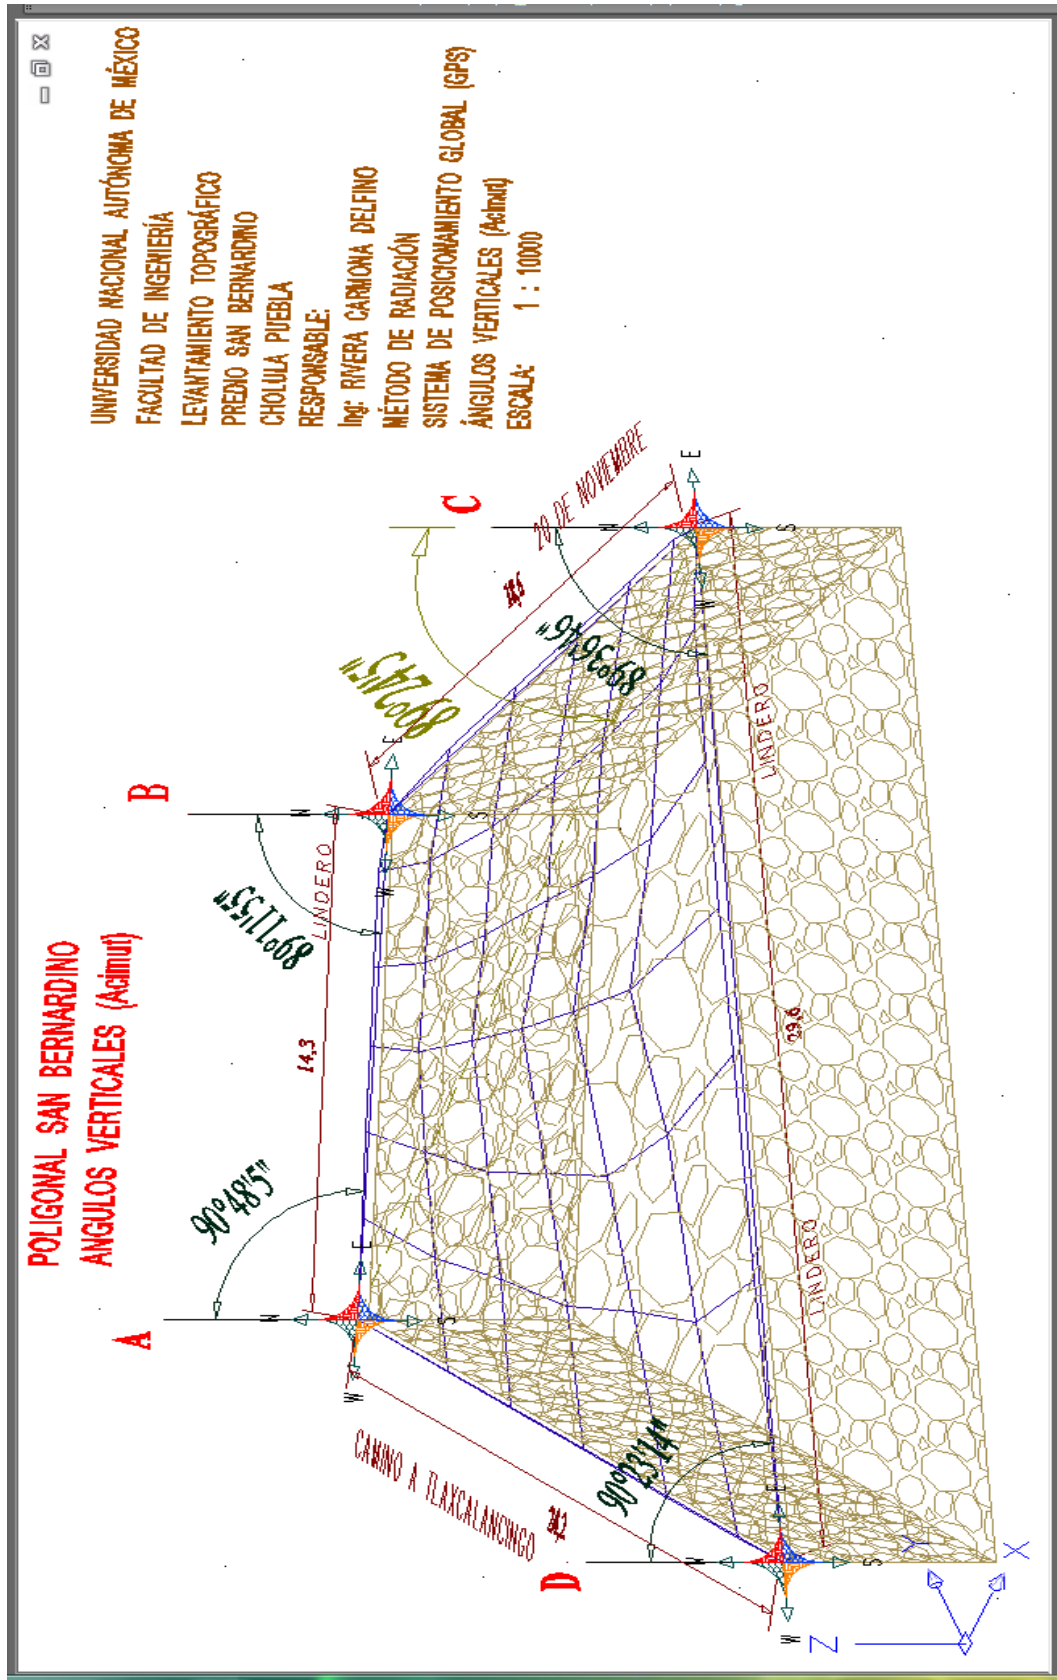 POLIGONAL SAN BERNARDINO
ANGULOS VERTICALES (Acimut)
UNIVERSIDAD NACIONAL AUTÓNOMA DE MÉXICO
FACULTAD DE INGENIERÍA
LEVANTAMIENTO TOPOGRÁFICO
PREDIO SAN BERNARDINO
CHOLULA PUEBLA
RESPONSABLE:
Ing: RIVERA CARMONA DELFINO
MÉTODO DE RADIACIÓN
SISTEMA DE POSICIONAMIENTO GLOBAL (GPS)
ÁNGULOS VERTICALES (Acimut)
ESCALA: 1 : 10000
A
B
C
D
90°48'5"
89°11'55"
89°2'45"
89°36'46"
90°23'14"
14,3
29,6
LINDERO
LINDERO
LINDERO
20 DE NOVIEMBRE
CAMINO A TLAXCALANCINGO
N
S
E
W
N
S
E
W
N
S
E
W
N
S
E
W
Z
Y
X